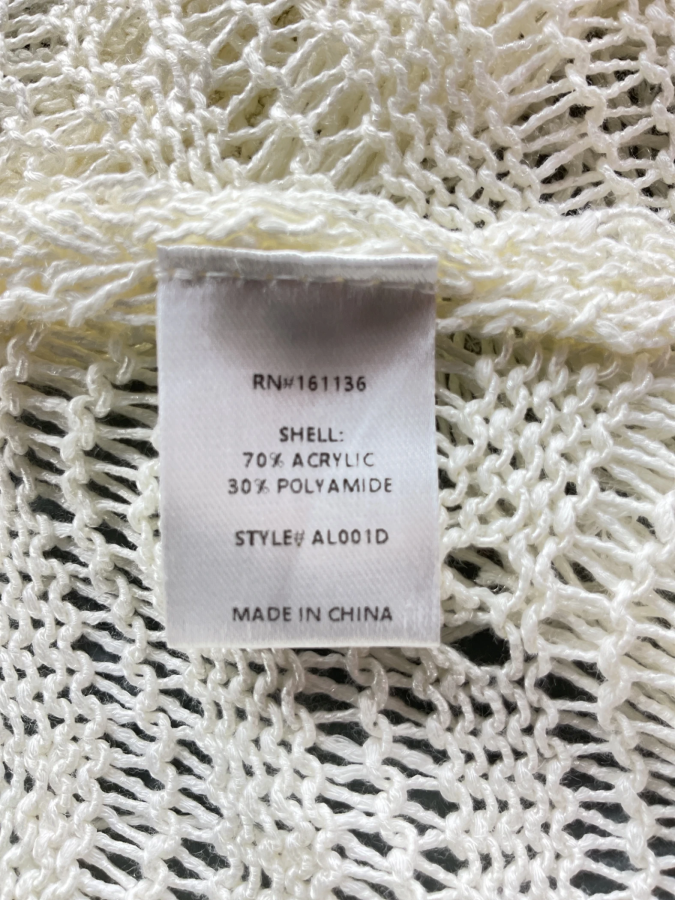 RN#161136
SHELL:
70% ACRYLIC
30% POLYAMIDE
STYLE# AL001D
MADE IN CHINA